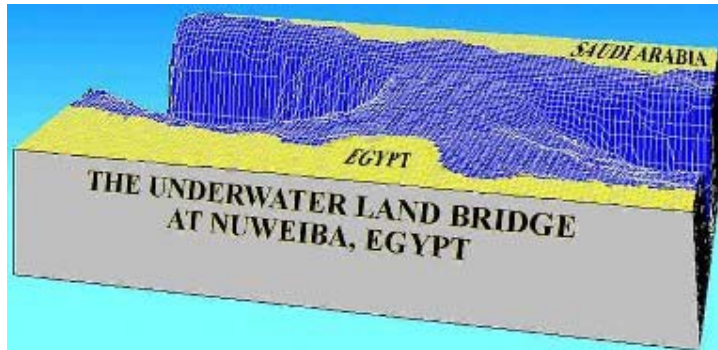 SAUDI ARABIA
EGYPT
THE UNDERWATER LAND BRIDGE
AT NUWEIBA, EGYPT